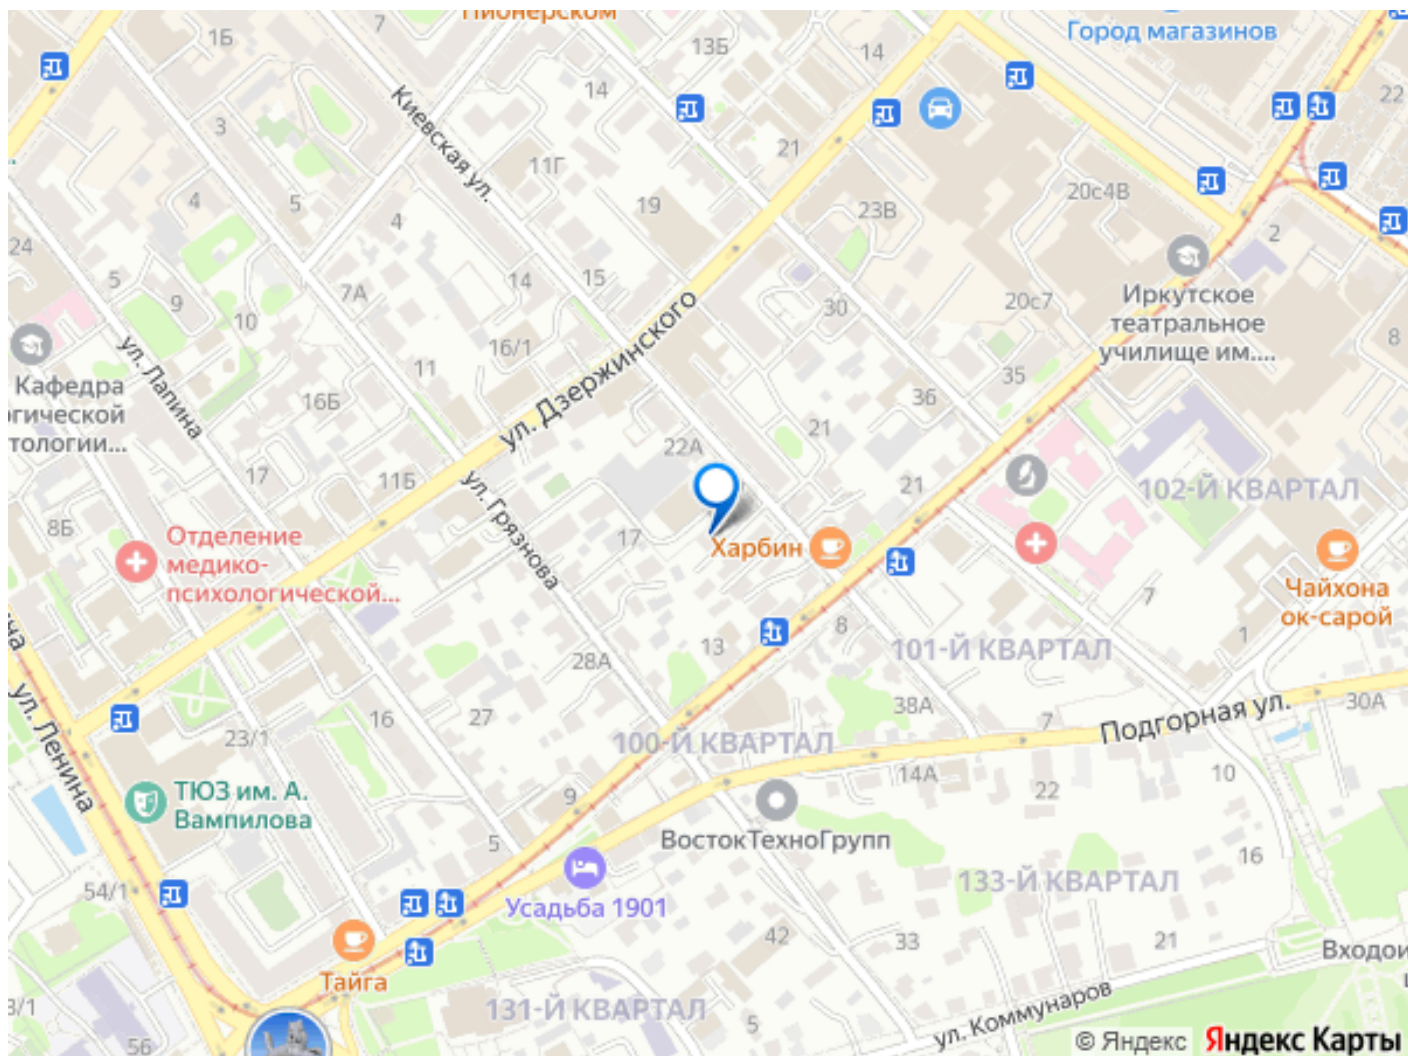 Пионерском
Город магазинов
7
1Б
13Б
14
22
14
3
Киевская ул.
11Г
21
20с4В
4
5
4
19
23В
2
24
5
9
10
7А
14
15
30
20с7
Иркутское
театральное
училище им....
8
ул. Лапина
16/1
ул. Дзержинского
11
35
36
Кафедра
огической
тологии...
16Б
21
22А
17
11Б
ул. Грязнова
21
102-Й КВАРТАЛ
8Б
Отделение
медико-
психологической...
17
Харбин
Чайхона
ок-сарой
7
1
8
13
101-Й КВАРТАЛ
28А
ул. Ленина
16
27
38А
7
Подгорная ул.
30А
23/1
100-Й КВАРТАЛ
14А
22
10
ТЮЗ им. А.
Вампилова
9
ВостокТехноГрупп
5
16
54/1
133-Й КВАРТАЛ
Усадьба 1901
42
33
21
Входои
Тайга
3/1
131-Й КВАРТАЛ
5
ул. Коммунаров
56
© Яндекс Яндекс Карты